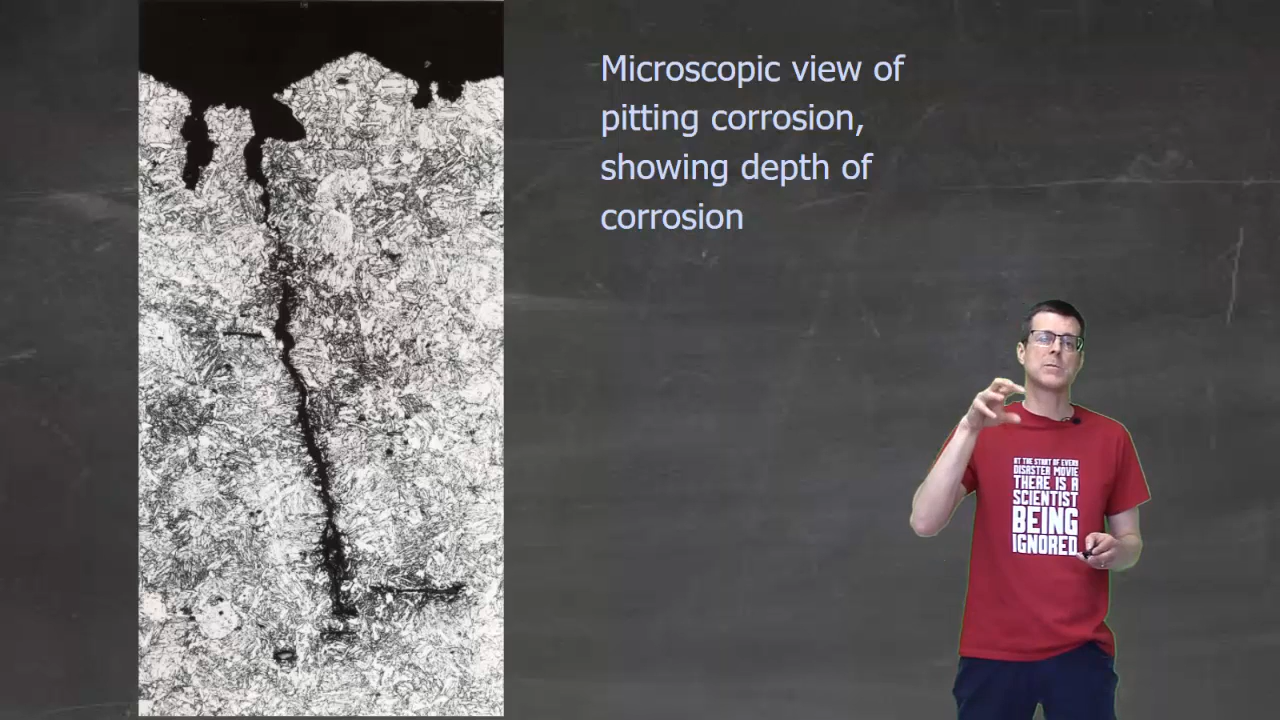 Microscopic view of
pitting corrosion,
showing depth of
corrosion
AT THE START OF EVERY
DISASTER MOVIE
THERE IS A
SCIENTIST
BEING
IGNORED